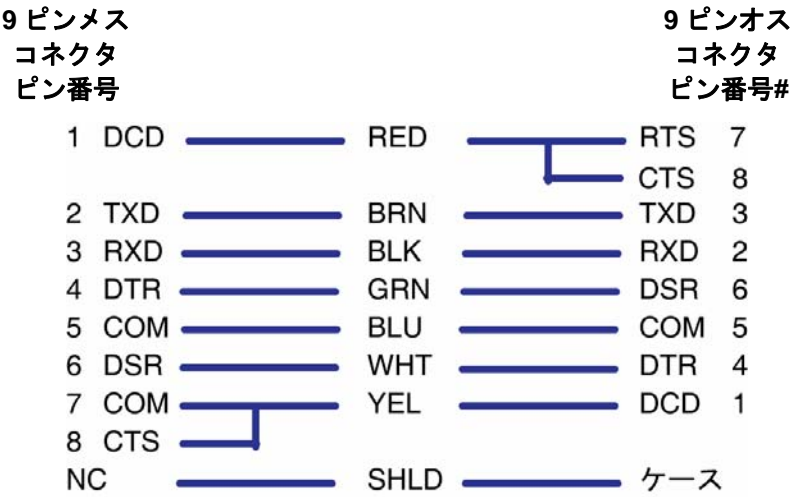 9 ピンメス 9 ピンオス
コネクタ コネクタ
ピン番号 ピン番号#
1 DCD RED RTS 7
CTS 8
2 TXD BRN TXD 3
3 RXD BLK RXD 2
4 DTR GRN DSR 6
5 COM BLU COM 5
6 DSR WHT DTR 4
7 COM YEL DCD 1
8 CTS
NC SHLD ケース